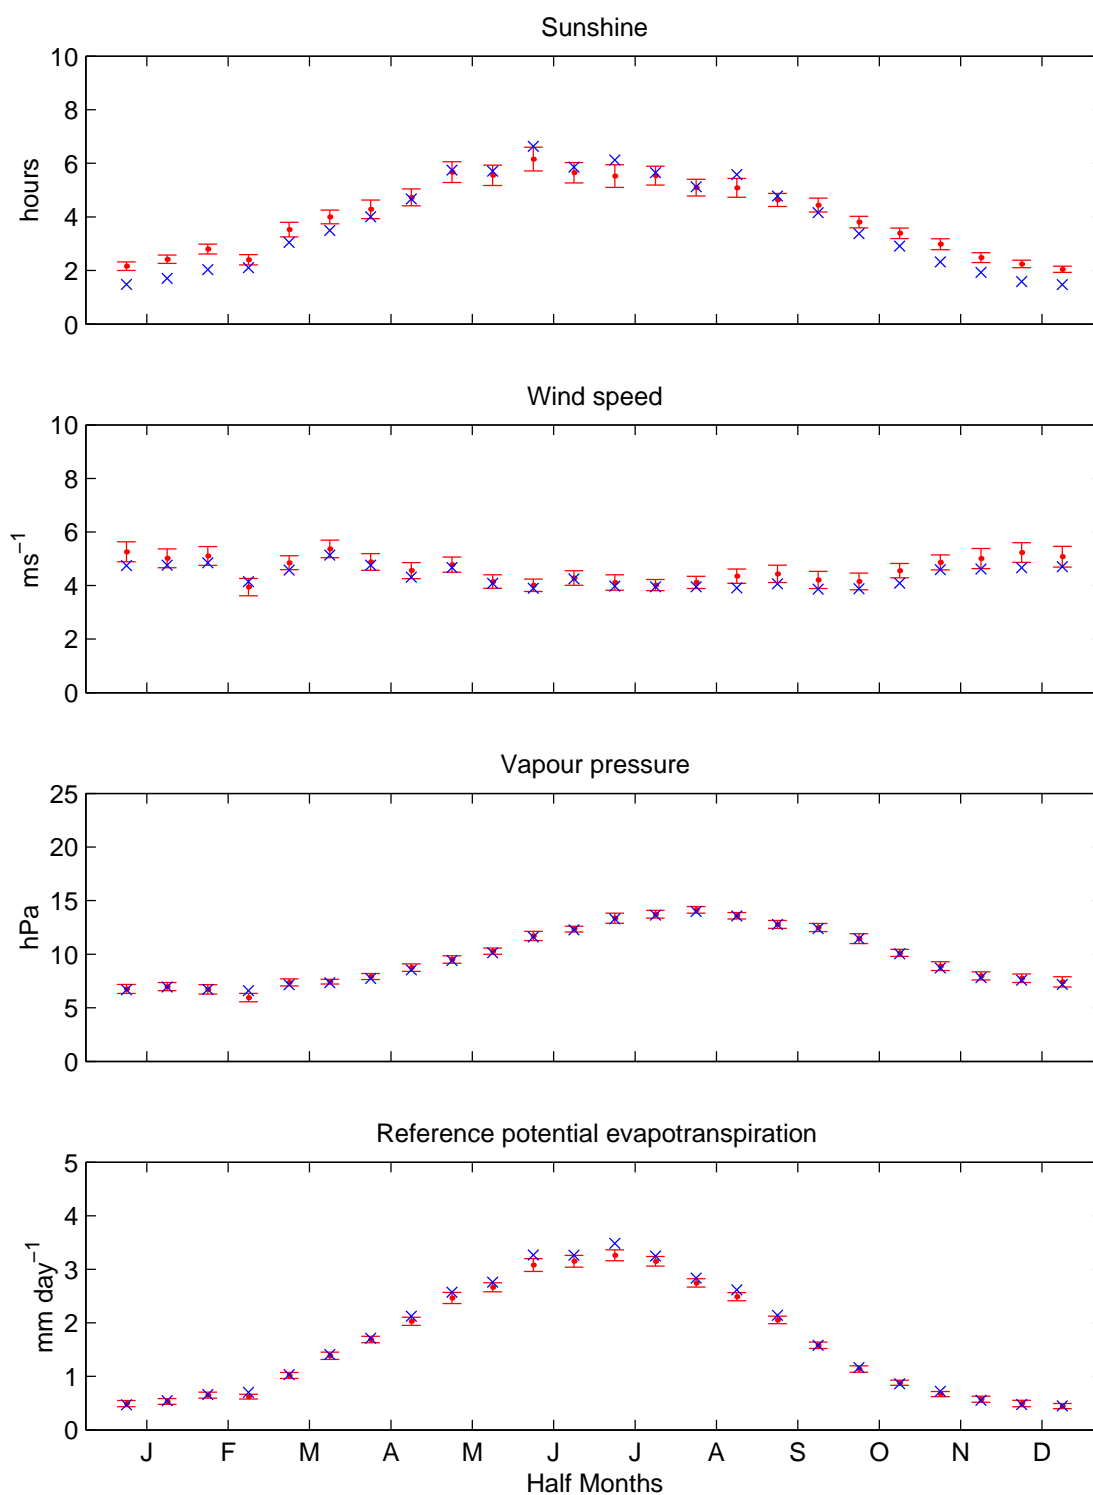 Sunshine
10
8
6
4
2
0
hours
Wind speed
10
8
6
4
2
0
ms−1
Vapour pressure
25
20
15
10
5
0
hPa
Reference potential evapotranspiration
5
4
3
2
1
0
mm day−1
J F M A M J J A S O N D
Half Months